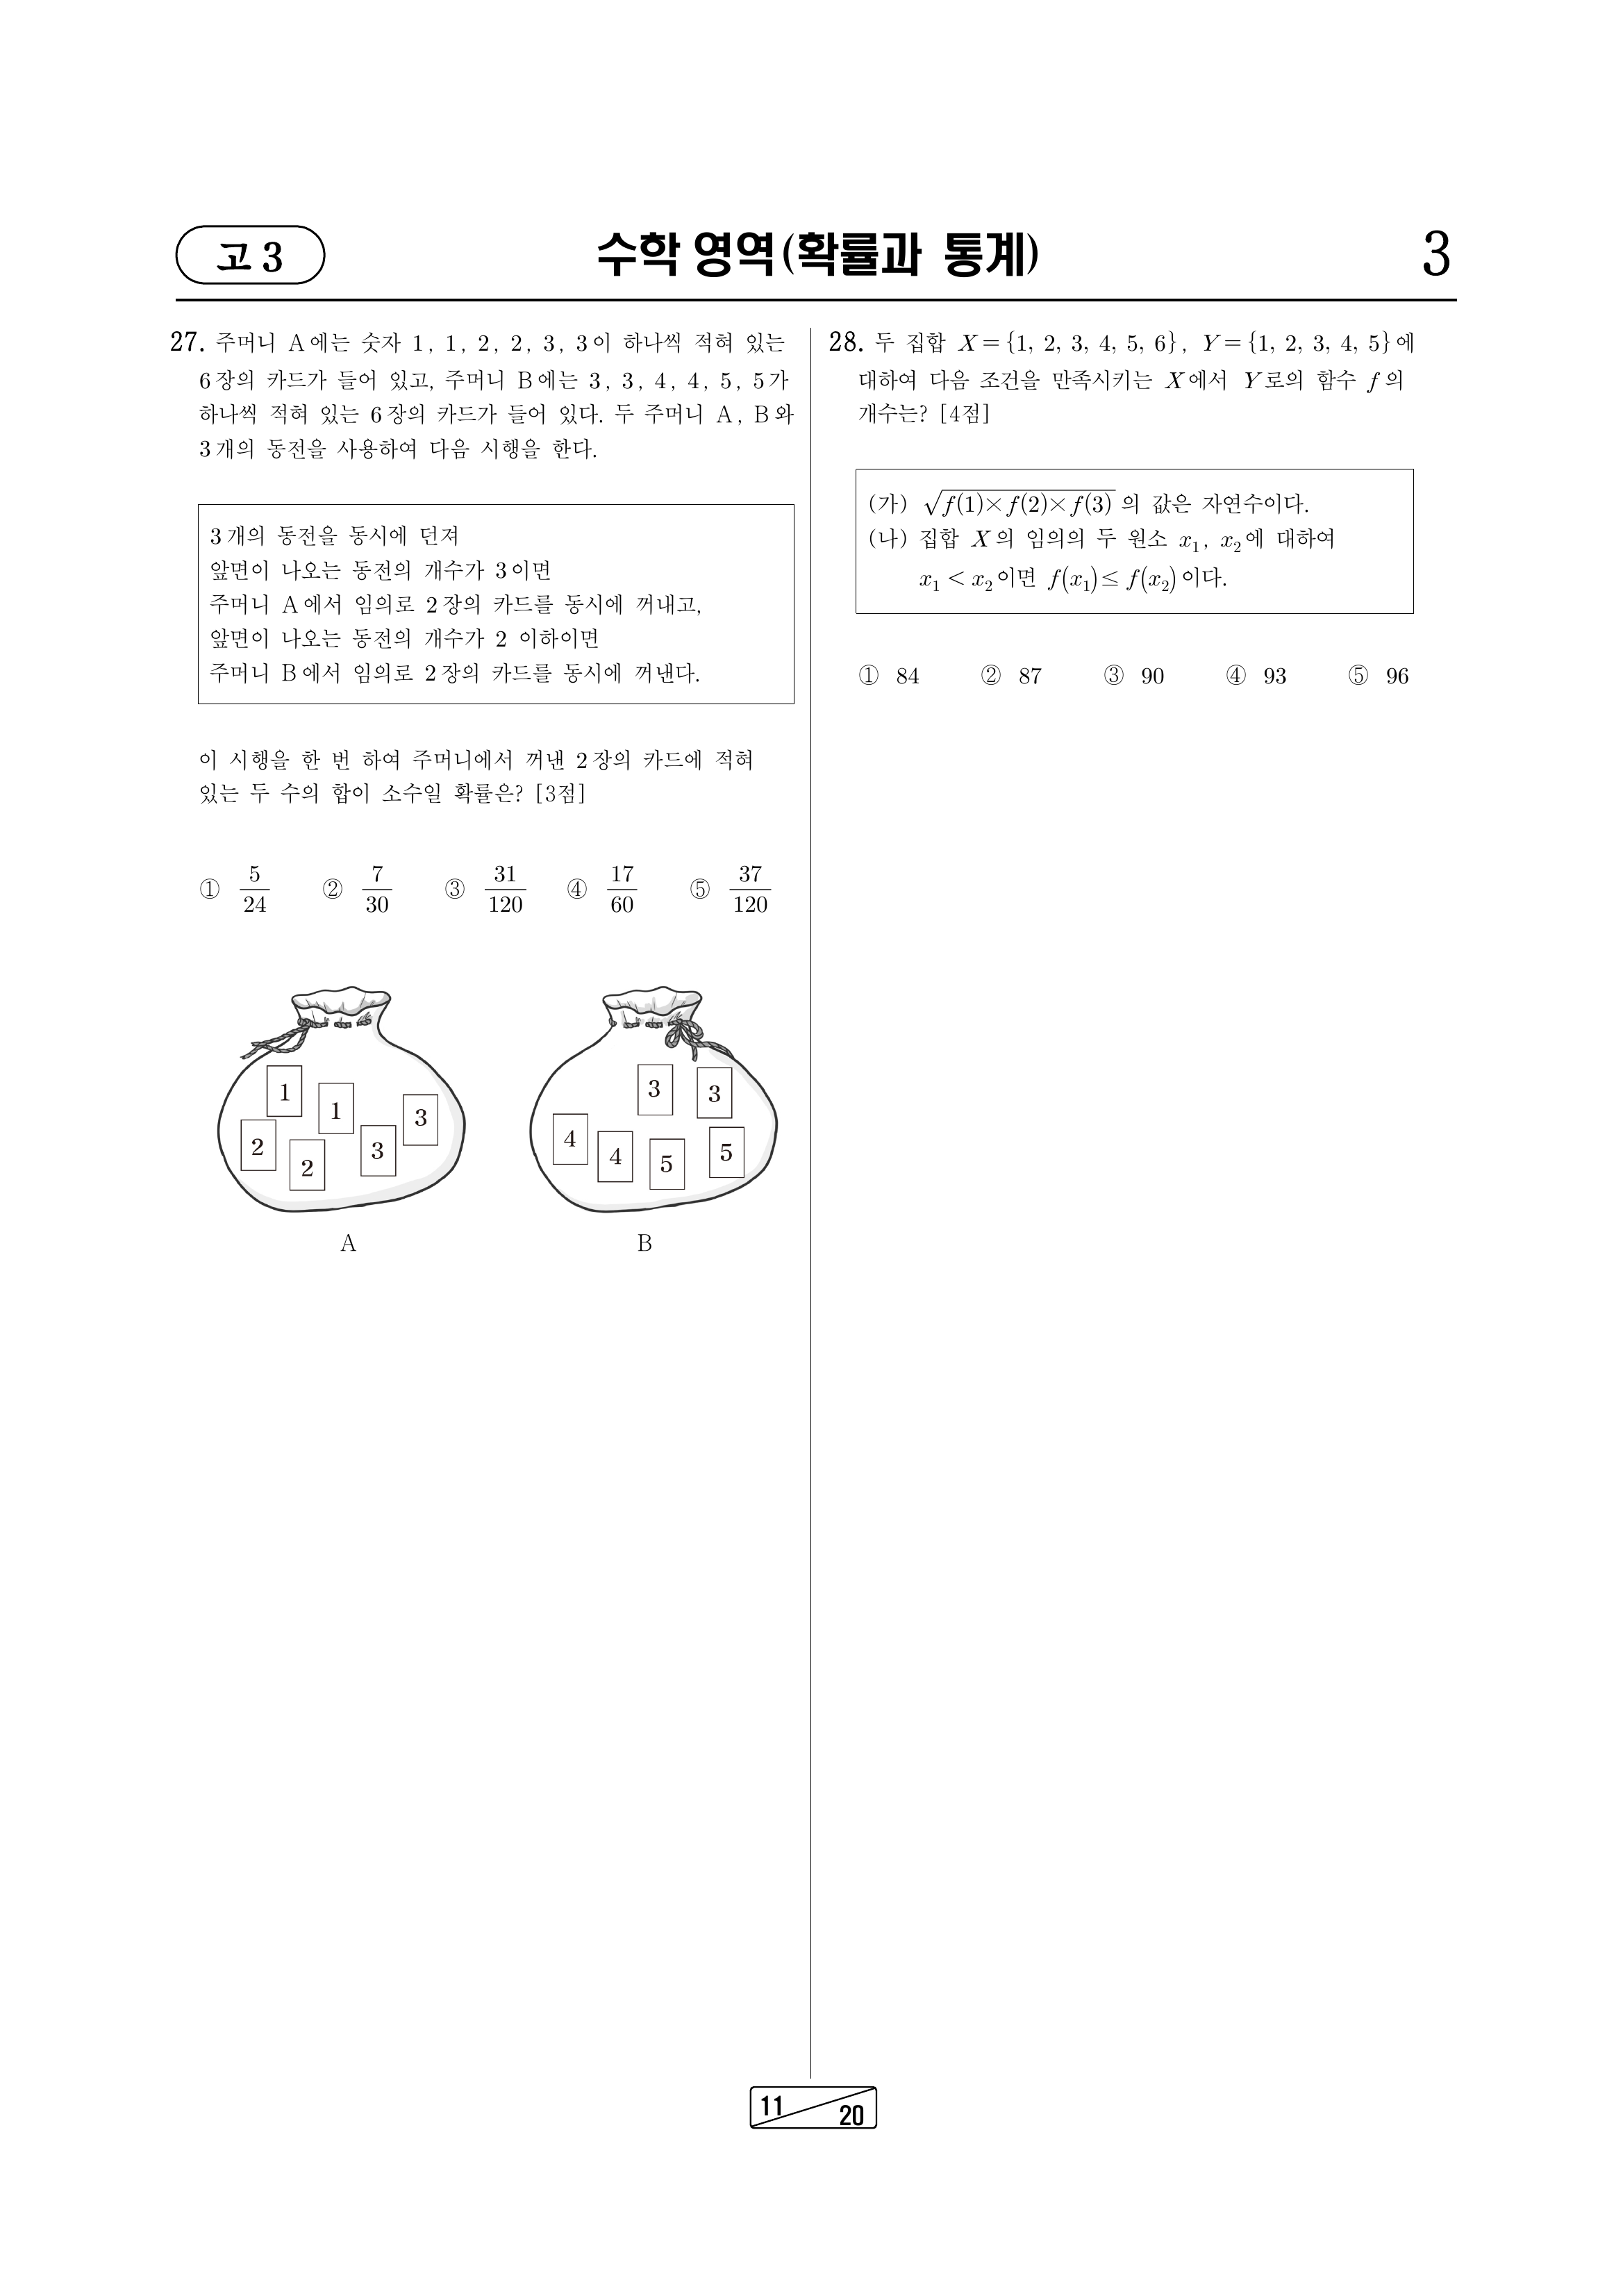 고 3
수학 영역(확률과 통계)
3
27. 주머니 A에는 숫자 1, 1, 2, 2, 3, 3이 하나씩 적혀 있는
6장의 카드가 들어 있고, 주머니 B에는 3, 3, 4, 4, 5, 5가
하나씩 적혀 있는 6장의 카드가 들어 있다. 두 주머니 A, B와
3개의 동전을 사용하여 다음 시행을 한다.
3개의 동전을 동시에 던져
앞면이 나오는 동전의 개수가 3이면
주머니 A에서 임의로 2장의 카드를 동시에 꺼내고,
앞면이 나오는 동전의 개수가 2 이하이면
주머니 B에서 임의로 2장의 카드를 동시에 꺼낸다.
이 시행을 한 번 하여 주머니에서 꺼낸 2장의 카드에 적혀
있는 두 수의 합이 소수일 확률은? [3점]
① 5/24 ② 7/30 ③ 31/120 ④ 17/60 ⑤ 37/120
1 1 3
2 2 3
A
3 3
4 4 5 5
B
28. 두 집합 X={1, 2, 3, 4, 5, 6}, Y={1, 2, 3, 4, 5}에
대하여 다음 조건을 만족시키는 X에서 Y로의 함수 f의
개수는? [4점]
(가) √(f(1)×f(2)×f(3)) 의 값은 자연수이다.
(나) 집합 X의 임의의 두 원소 x₁, x₂에 대하여
x₁ < x₂이면 f(x₁)≤ f(x₂)이다.
① 84 ② 87 ③ 90 ④ 93 ⑤ 96
11
20